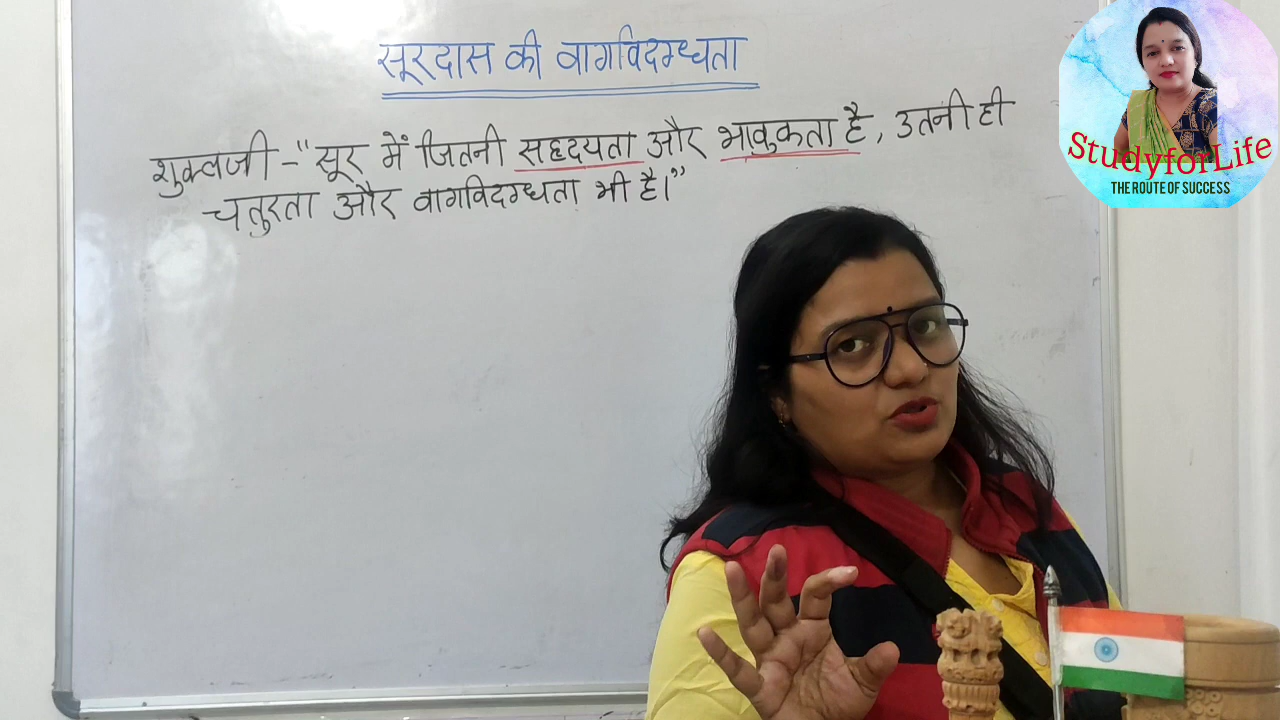 सूरदास की वागविदग्धता
शुक्लजी - "सूर में जितनी सहृदयता और भावुकता है, उतनी ही
चतुरता और वागविदग्धता भी है।"
StudyforLife
THE ROUTE OF SUCCESS